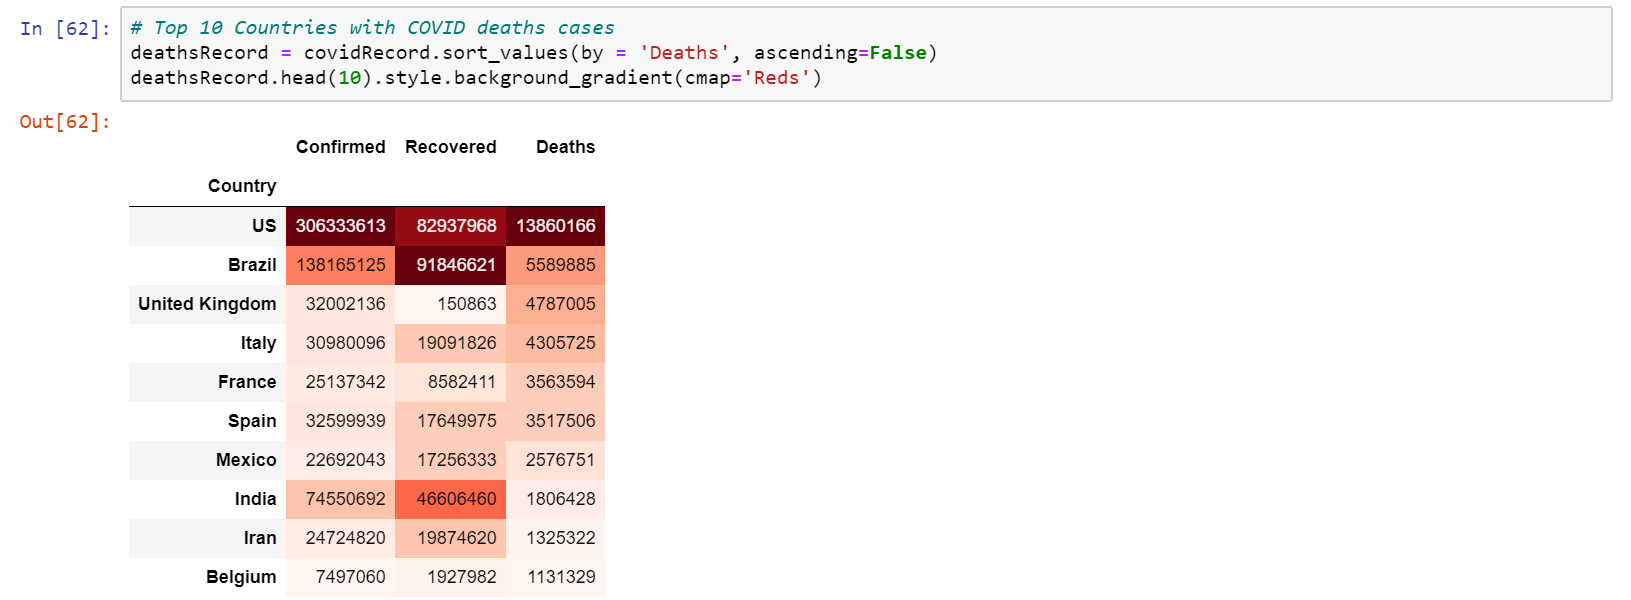 In [62]: # Top 10 Countries with COVID deaths cases
deathsRecord = covidRecord.sort_values(by = 'Deaths', ascending=False)
deathsRecord.head(10).style.background_gradient(cmap='Reds')
Out[62]:
Confirmed Recovered Deaths
Country
US 306333613 82937968 13860166
Brazil 138165125 91846621 5589885
United Kingdom 32002136 150863 4787005
Italy 30980096 19091826 4305725
France 25137342 8582411 3563594
Spain 32599939 17649975 3517506
Mexico 22692043 17256333 2576751
India 74550692 46606460 1806428
Iran 24724820 19874620 1325322
Belgium 7497060 1927982 1131329